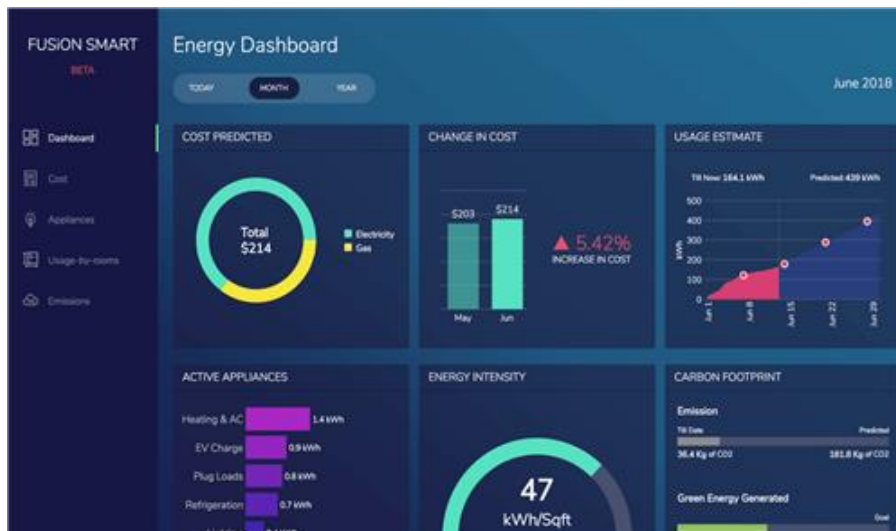 FUSiON SMART
BETA
Dashboard
Cost
Appliances
Usage-by-rooms
Emissions
Energy Dashboard
TODAY MONTH YEAR
June 2018
COST PREDICTED
Total
$214
Electricity
Gas
CHANGE IN COST
$203 $214
5.42%
INCREASE IN COST
May Jun
USAGE ESTIMATE
Till Now: 164.1 kWh Predicted: 439 kWh
500
400
300
200
100
0
kWh
Jun 1 Jun 8 Jun 15 Jun 22 Jun 29
ACTIVE APPLIANCES
Heating & AC 1.4 kWh
EV Charge 0.9 kWh
Plug Loads 0.8 kWh
Refrigeration 0.7 kWh
ENERGY INTENSITY
47
kWh/Sqft
CARBON FOOTPRINT
Emission
Till Date Predicted
36.4 Kg of CO2 181.8 Kg of CO2
Green Energy Generated
Goal